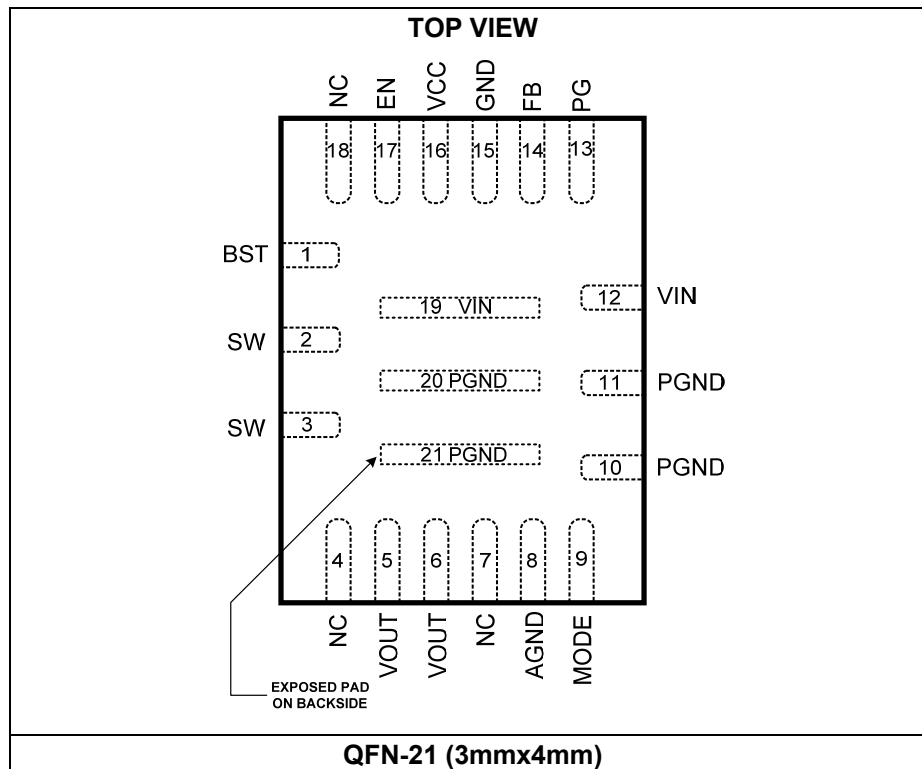 TOP VIEW
NC EN VCC GND FB PG
18 17 16 15 14 13
BST 1
19 VIN
12 VIN
SW 2
20 PGND
11 PGND
SW 3
21 PGND
10 PGND
4 5 6 7 8 9
NC VOUT VOUT NC AGND MODE
EXPOSED PAD
ON BACKSIDE
QFN-21 (3mmx4mm)